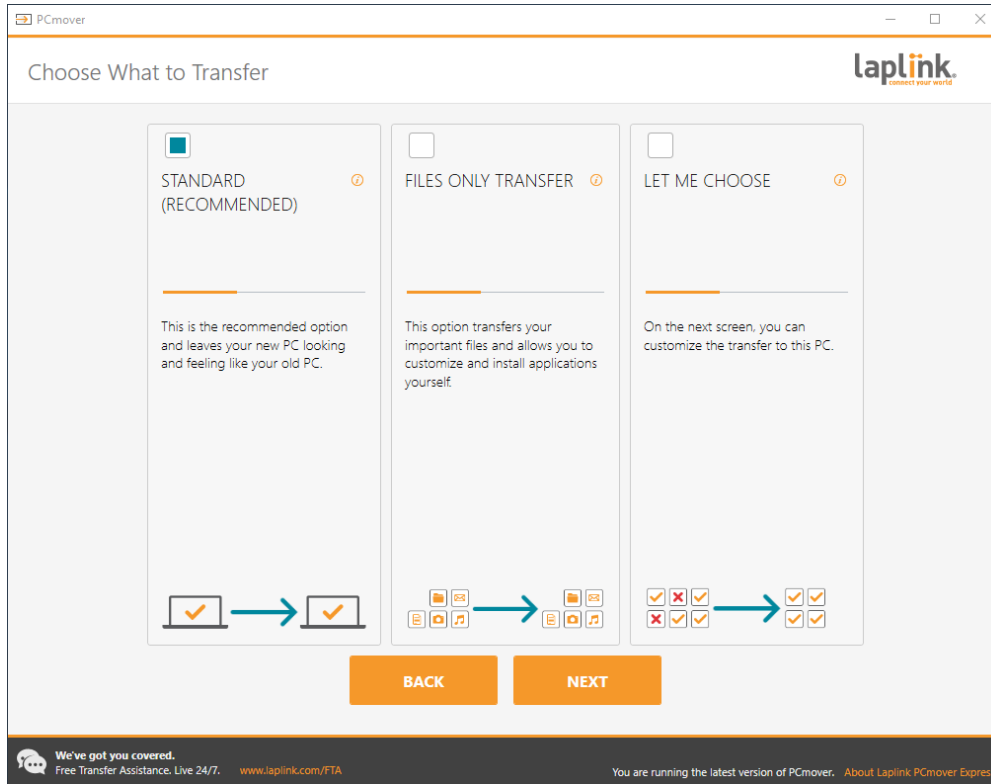 PCmover
Choose What to Transfer
laplink.
connect your world
STANDARD
(RECOMMENDED)
This is the recommended option
and leaves your new PC looking
and feeling like your old PC.
FILES ONLY TRANSFER
This option transfers your
important files and allows you to
customize and install applications
yourself.
LET ME CHOOSE
On the next screen, you can
customize the transfer to this PC.
BACK
NEXT
We've got you covered.
Free Transfer Assistance. Live 24/7. www.laplink.com/FTA
You are running the latest version of PCmover. About Laplink PCmover Expres